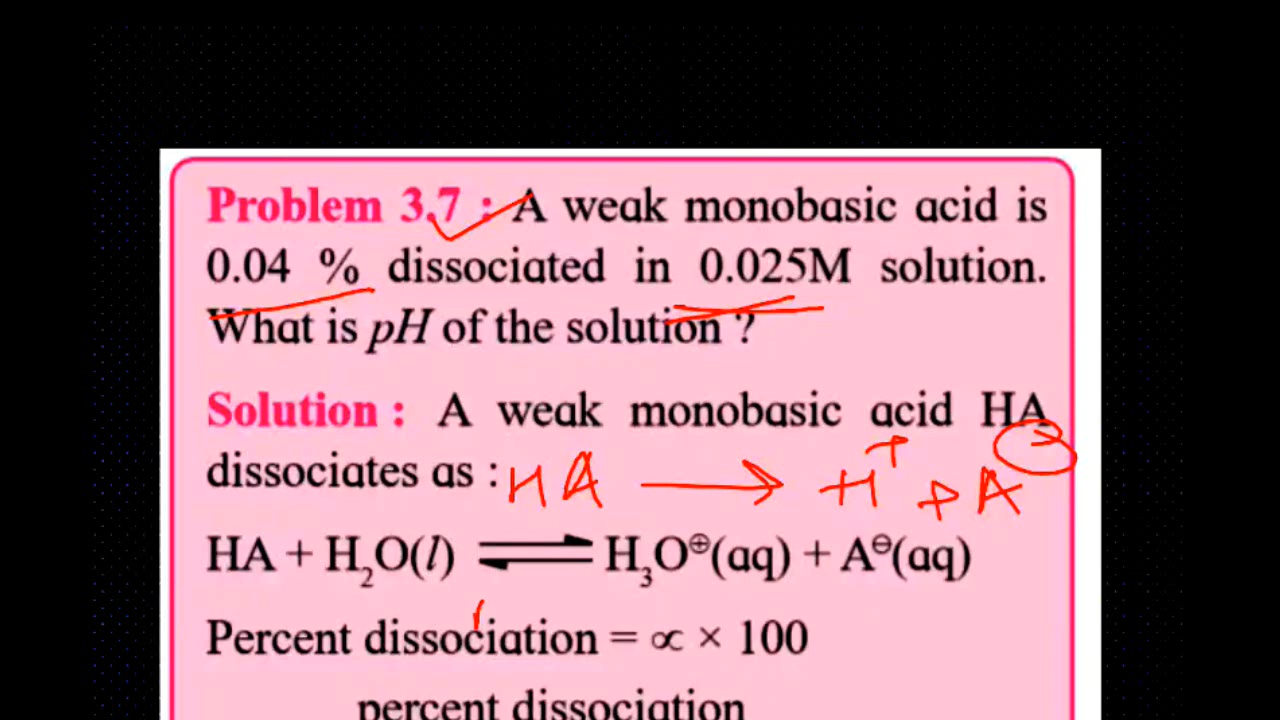 Problem 3.7 : A weak monobasic acid is
0.04 % dissociated in 0.025M solution.
What is pH of the solution ?
Solution : A weak monobasic acid HA
dissociates as : HA ⟶ H⁺ + A⁻
HA + H₂O(l) ⇌ H₃O⊕(aq) + A⊖(aq)
Percent dissociation = ∝ × 100
percent dissociation